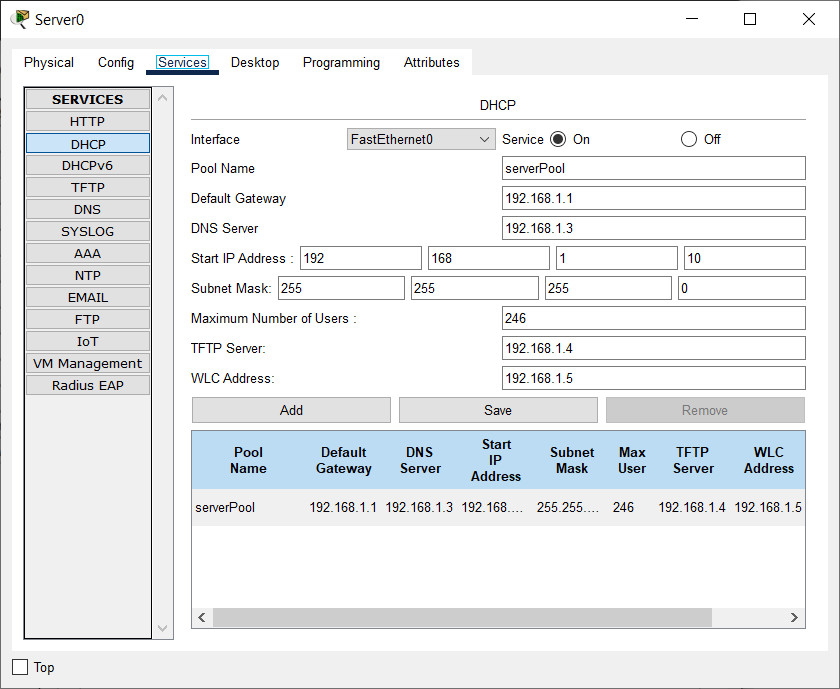 Server0
Physical Config Services Desktop Programming Attributes
SERVICES
HTTP
DHCP
DHCPv6
TFTP
DNS
SYSLOG
AAA
NTP
EMAIL
FTP
IoT
VM Management
Radius EAP
DHCP
Interface FastEthernet0 Service On Off
Pool Name serverPool
Default Gateway 192.168.1.1
DNS Server 192.168.1.3
Start IP Address : 192 168 1 10
Subnet Mask: 255 255 255 0
Maximum Number of Users : 246
TFTP Server: 192.168.1.4
WLC Address: 192.168.1.5
Add Save Remove
Pool Name Default Gateway DNS Server Start IP Address Subnet Mask Max User TFTP Server WLC Address
serverPool 192.168.1.1 192.168.1.3 192.168.... 255.255.... 246 192.168.1.4 192.168.1.5
Top